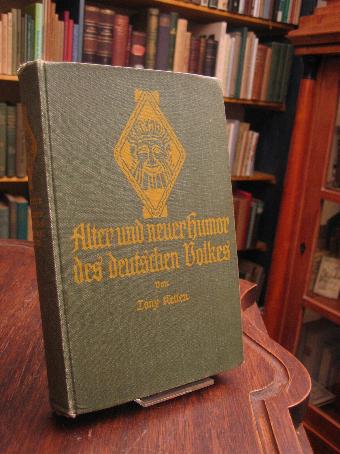 Alter und neuer Humor
des deutschen Volkes
von
Tony Kellen